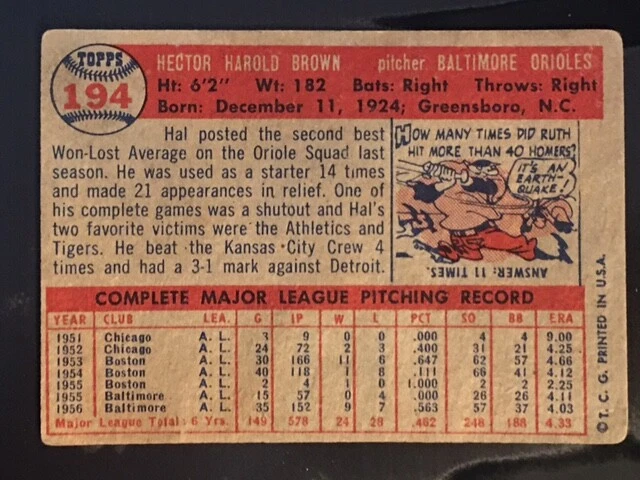 TOPPS
194
HECTOR HAROLD BROWN pitcher BALTIMORE ORIOLES
Ht: 6'2" Wt: 182 Bats: Right Throws: Right
Born: December 11, 1924; Greensboro, N.C.
Hal posted the second best
Won-Lost Average on the Oriole Squad last
season. He was used as a starter 14 times
and made 21 appearances in relief. One of
his complete games was a shutout and Hal's
two favorite victims were the Athletics and
Tigers. He beat the Kansas City Crew 4
times and had a 3-1 mark against Detroit.
HOW MANY TIMES DID RUTH
HIT MORE THAN 40 HOMERS?
IT'S AN
EARTH-
QUAKE!
ANSWER: 11 TIMES.
COMPLETE MAJOR LEAGUE PITCHING RECORD
YEAR CLUB LEA. G IP W L PCT SO BB ERA
1951 Chicago A. L. 3 9 0 0 .000 4 4 9.00
1952 Chicago A. L. 24 72 2 3 .400 31 21 4.25
1953 Boston A. L. 30 166 11 6 .647 62 57 4.66
1954 Boston A. L. 40 118 1 8 .111 66 41 4.12
1955 Boston A. L. 2 4 1 0 1.000 2 2 2.25
1955 Baltimore A. L. 15 57 0 4 .000 26 26 4.11
1956 Baltimore A. L. 35 152 9 7 .563 57 37 4.03
Major League Total: 6 Yrs. 149 578 24 28 .462 248 188 4.33
© T. C. G. PRINTED IN U.S.A.